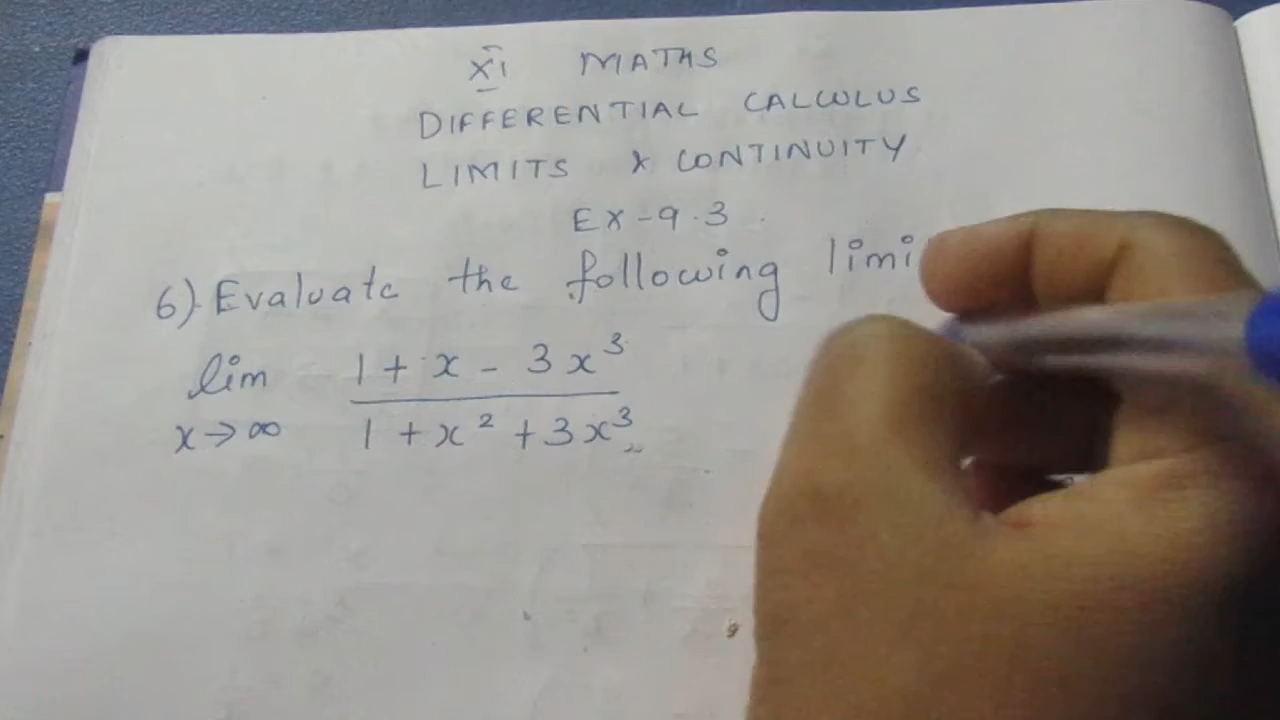 XI MATHS
DIFFERENTIAL CALCULUS
LIMITS & CONTINUITY
EX-9.3
6). Evaluate the following
lim 1 + x - 3x³
x→∞ 1 + x² + 3x³